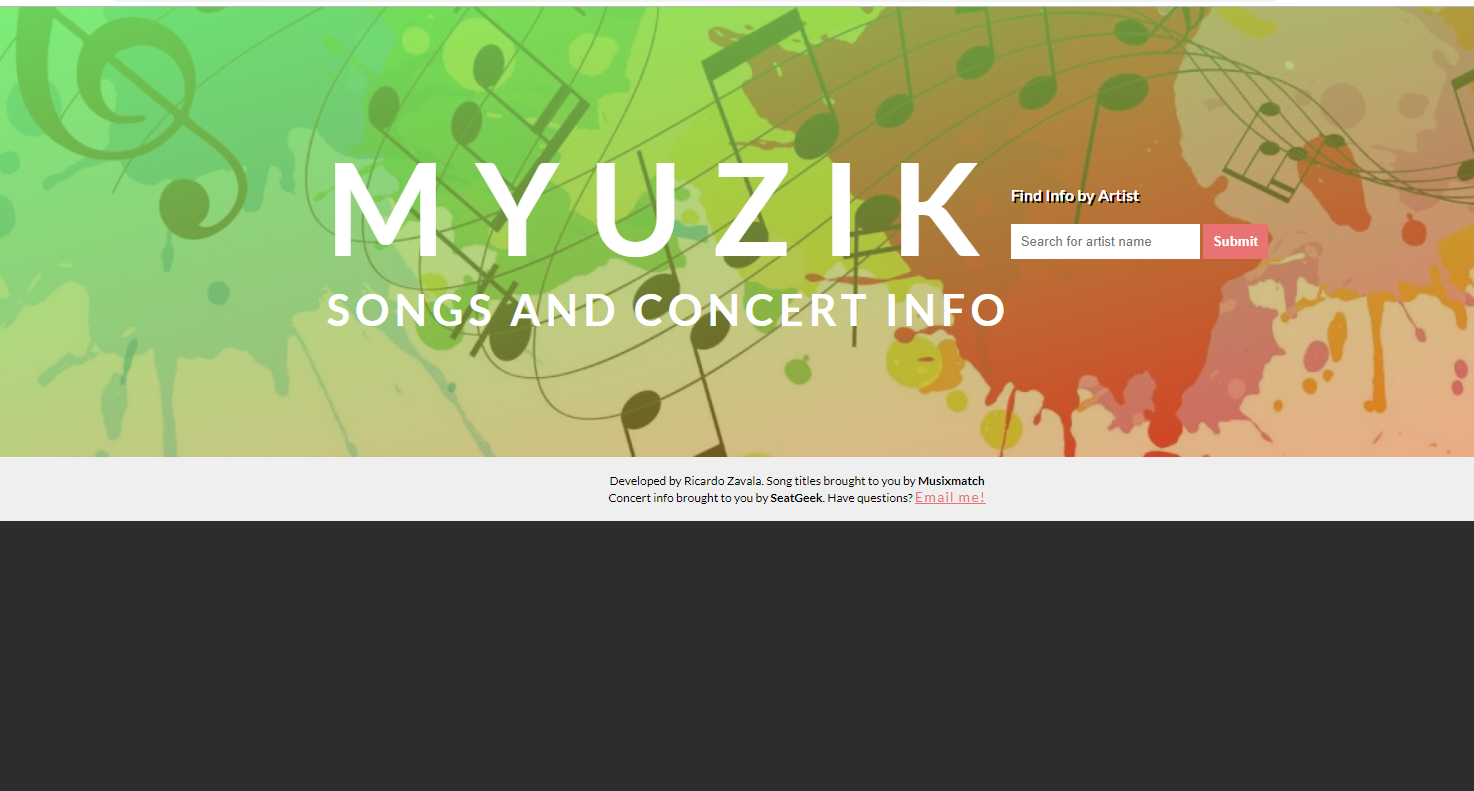 MYUZIK
SONGS AND CONCERT INFO
Find Info by Artist
Search for artist name
Submit
Developed by Ricardo Zavala. Song titles brought to you by Musixmatch
Concert info brought to you by SeatGeek. Have questions? Email me!